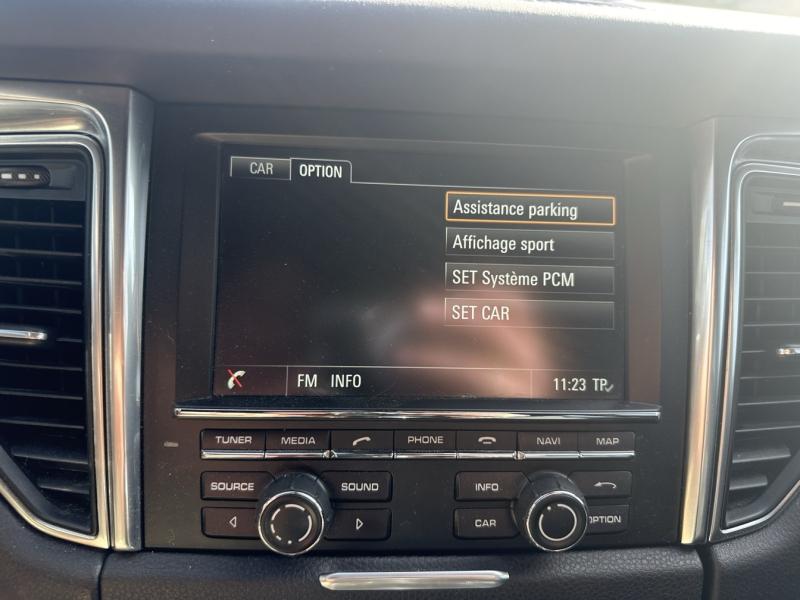 CAR OPTION
Assistance parking
Affichage sport
SET Système PCM
SET CAR
FM INFO 11:23 TP
TUNER MEDIA PHONE NAVI MAP
SOURCE SOUND INFO
CAR OPTION